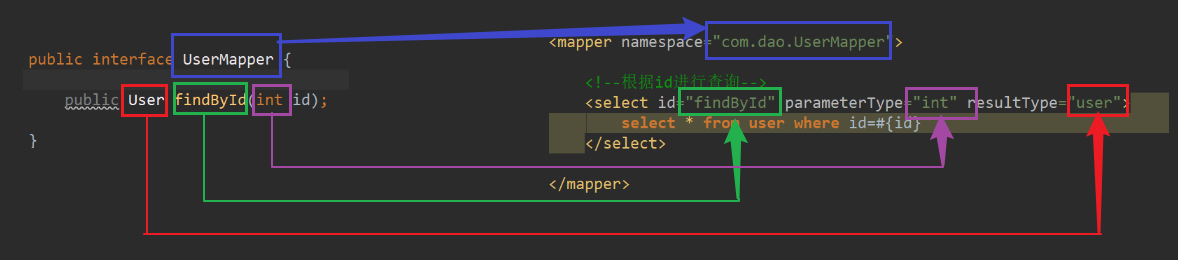 public interface UserMapper {
public User findById(int id);
}
<mapper namespace="com.dao.UserMapper">
<!--根据id进行查询-->
<select id="findById" parameterType="int" resultType="user">
select * from user where id=#{id}
</select>
</mapper>